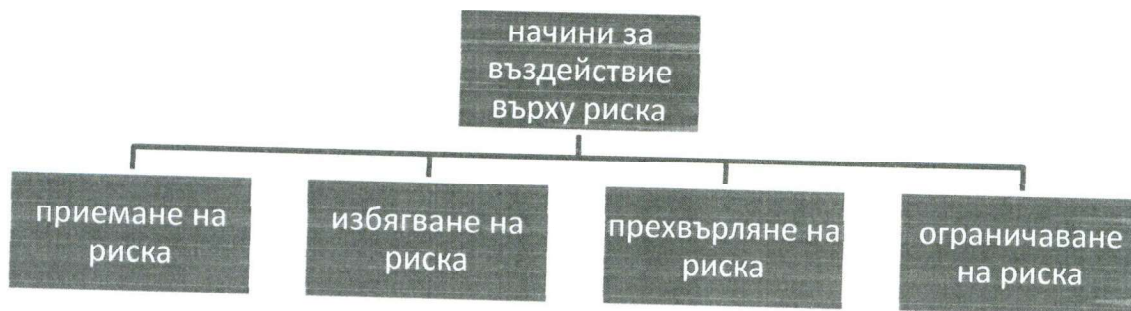 начини за
въздействие
върху риска
приемане на
риска
избягване на
риска
прехвърляне на
риска
ограничаване
на риска